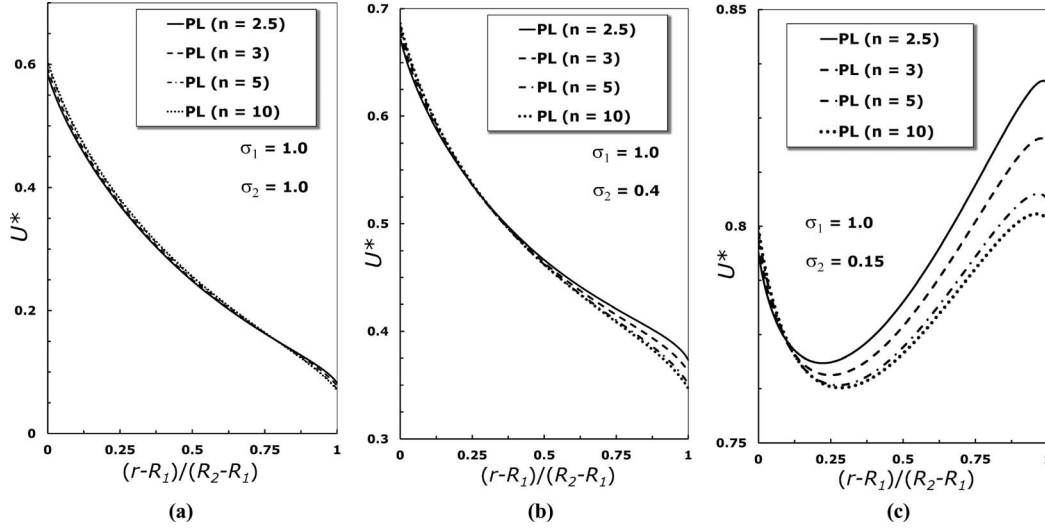 0.6
0.4
0.2
0
U*
PL (n = 2.5)
PL (n = 3)
PL (n = 5)
PL (n = 10)
σ1 = 1.0
σ2 = 1.0
0 0.25 0.5 0.75 1
(r-R1)/(R2-R1)
(a)
0.7
0.6
0.5
0.4
0.3
U*
PL (n = 2.5)
PL (n = 3)
PL (n = 5)
PL (n = 10)
σ1 = 1.0
σ2 = 0.4
0 0.25 0.5 0.75 1
(r-R1)/(R2-R1)
(b)
0.85
0.8
0.75
U*
PL (n = 2.5)
PL (n = 3)
PL (n = 5)
PL (n = 10)
σ1 = 1.0
σ2 = 0.15
0 0.25 0.5 0.75 1
(r-R1)/(R2-R1)
(c)